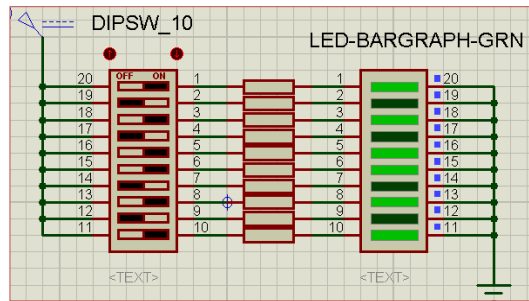 DIPSW_10
LED-BARGRAPH-GRN
OFF ON
20 1 1 20
19 2 2 19
18 3 3 18
17 4 4 17
16 5 5 16
15 6 6 15
14 7 7 14
13 8 8 13
12 9 9 12
11 10 10 11
<TEXT> <TEXT>